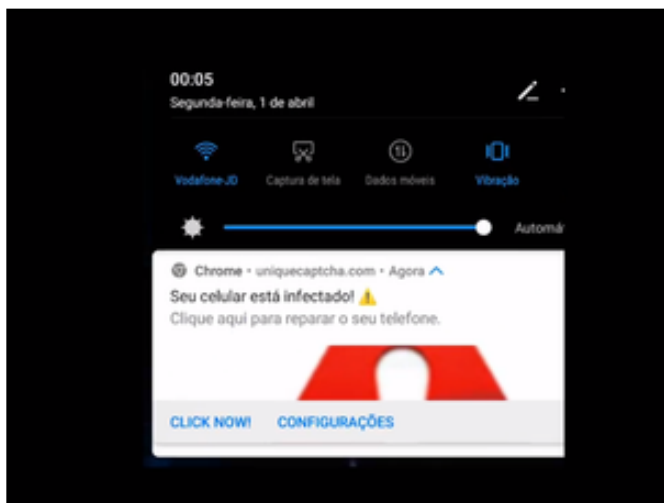 00:05
Segunda-feira, 1 de abril
Vodafone-JD Captura de tela Dados móveis Vibração
Automá
Chrome • uniquecaptcha.com • Agora
Seu celular está infectado! ⚠️
Clique aqui para reparar o seu telefone.
CLICK NOW! CONFIGURAÇÕES